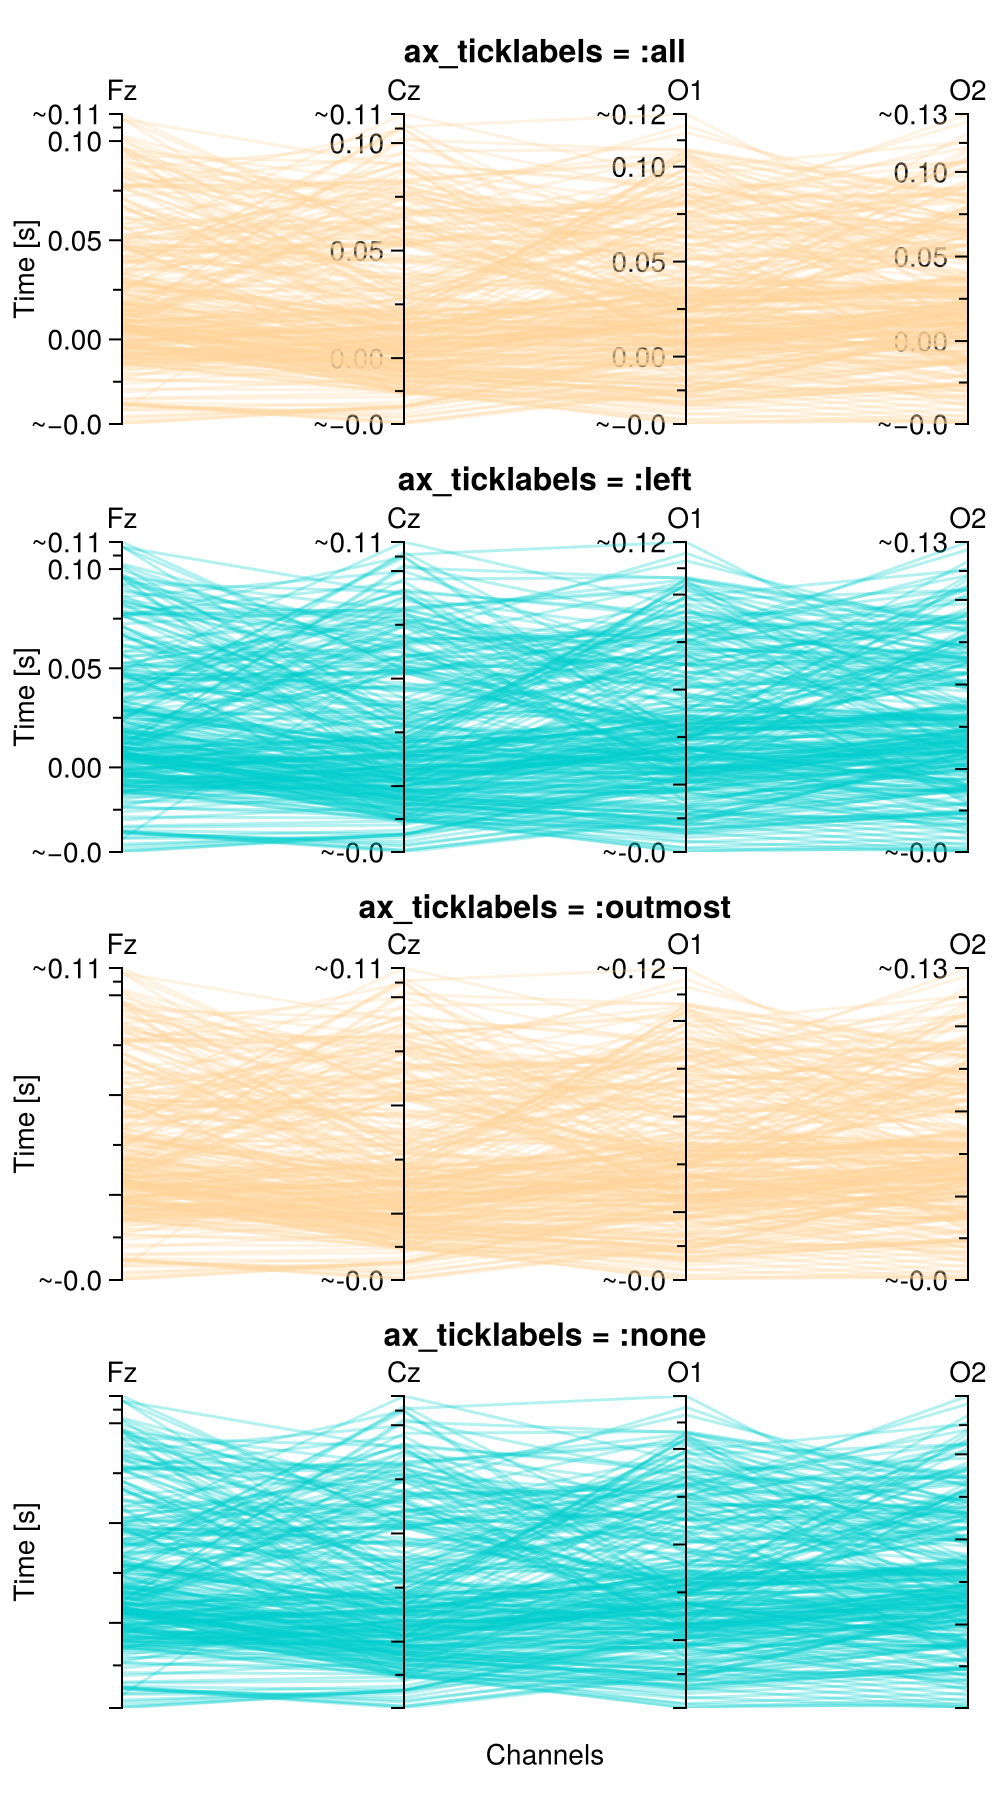 ax_ticklabels = :all
Fz Cz O1 O2
~0.11 ~0.11 ~0.12 ~0.13
0.10 0.10 0.10 0.10
0.05 0.05 0.05 0.05
Time [s]
0.00 0.00 0.00 0.00
~−0.0 ~−0.0 ~−0.0 ~−0.0
ax_ticklabels = :left
Fz Cz O1 O2
~0.11 ~0.11 ~0.12 ~0.13
0.10
0.05
Time [s]
0.00
~−0.0 ~-0.0 ~-0.0 ~-0.0
ax_ticklabels = :outmost
Fz Cz O1 O2
~0.11 ~0.11 ~0.12 ~0.13
Time [s]
~-0.0 ~-0.0 ~-0.0 ~-0.0
ax_ticklabels = :none
Fz Cz O1 O2
Time [s]
Channels